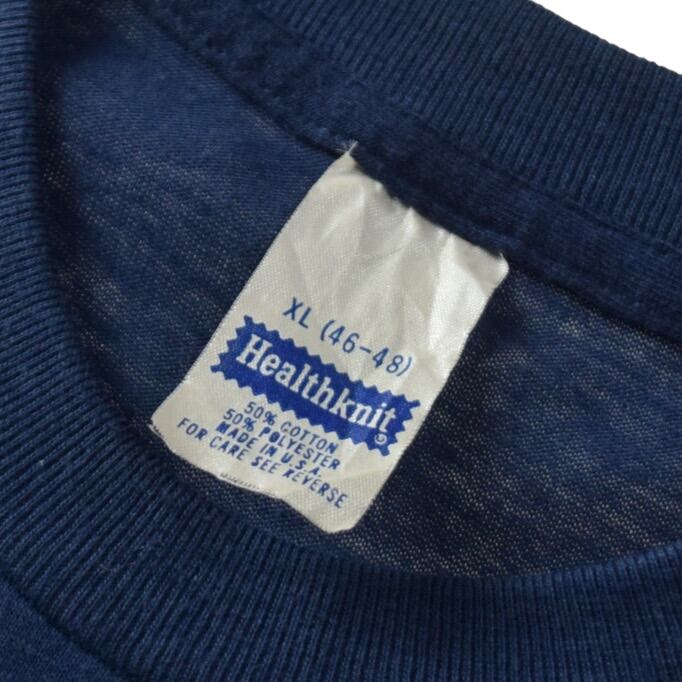 XL (46-48)
Healthknit®
50% COTTON
50% POLYESTER
MADE IN U.S.A.
FOR CARE SEE REVERSE